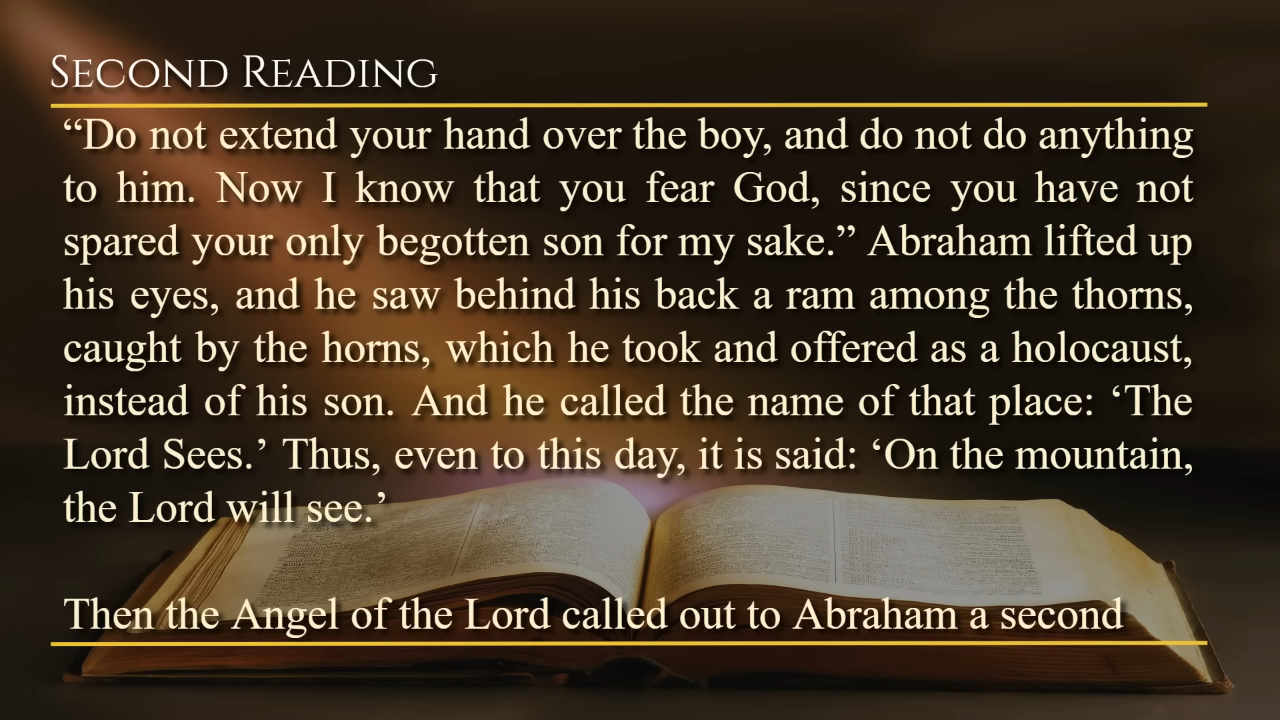 Second Reading
“Do not extend your hand over the boy, and do not do anything
to him. Now I know that you fear God, since you have not
spared your only begotten son for my sake.” Abraham lifted up
his eyes, and he saw behind his back a ram among the thorns,
caught by the horns, which he took and offered as a holocaust,
instead of his son. And he called the name of that place: ‘The
Lord Sees.’ Thus, even to this day, it is said: ‘On the mountain,
the Lord will see.’
Then the Angel of the Lord called out to Abraham a second